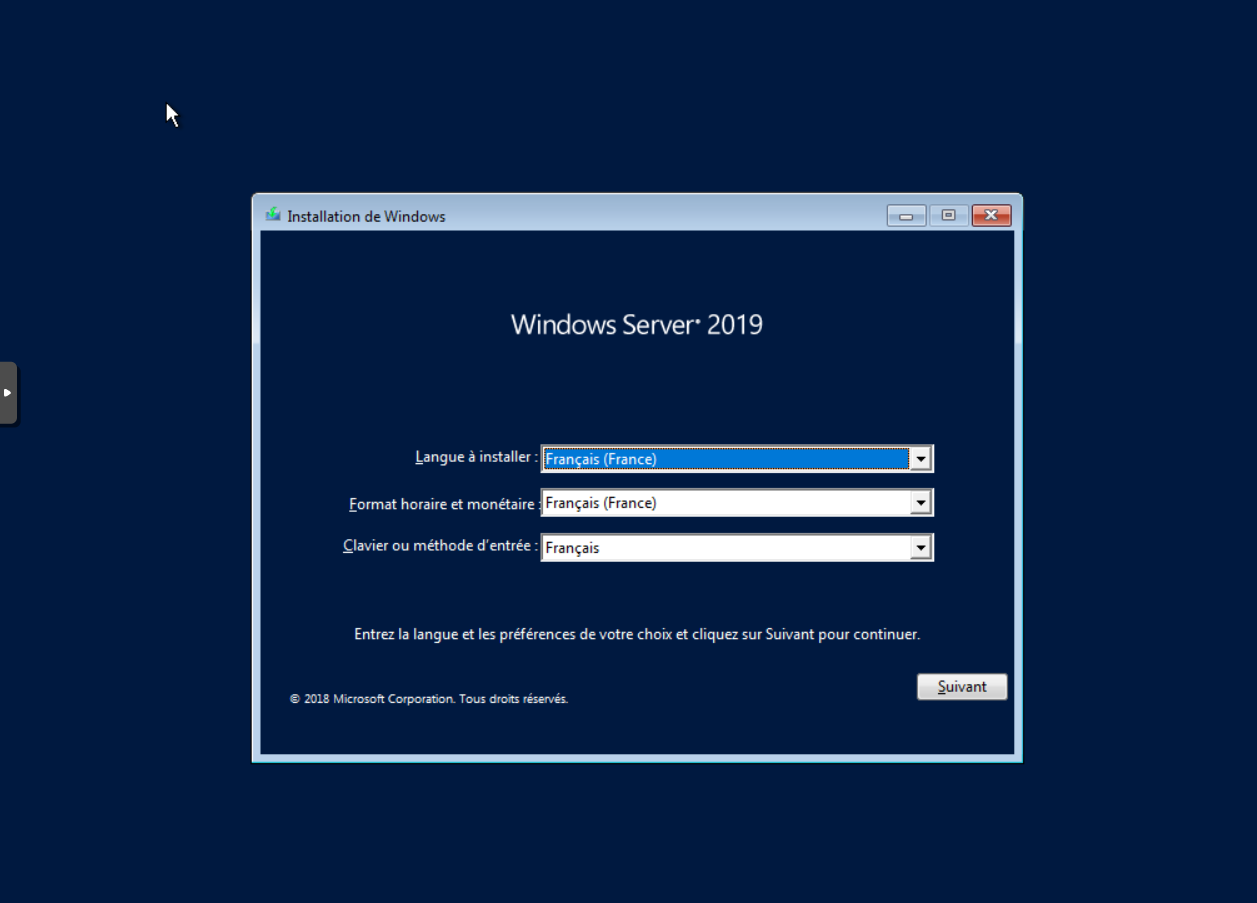 Installation de Windows
Windows Server® 2019
Langue à installer : Français (France)
Format horaire et monétaire : Français (France)
Clavier ou méthode d'entrée : Français
Entrez la langue et les préférences de votre choix et cliquez sur Suivant pour continuer.
Suivant
© 2018 Microsoft Corporation. Tous droits réservés.